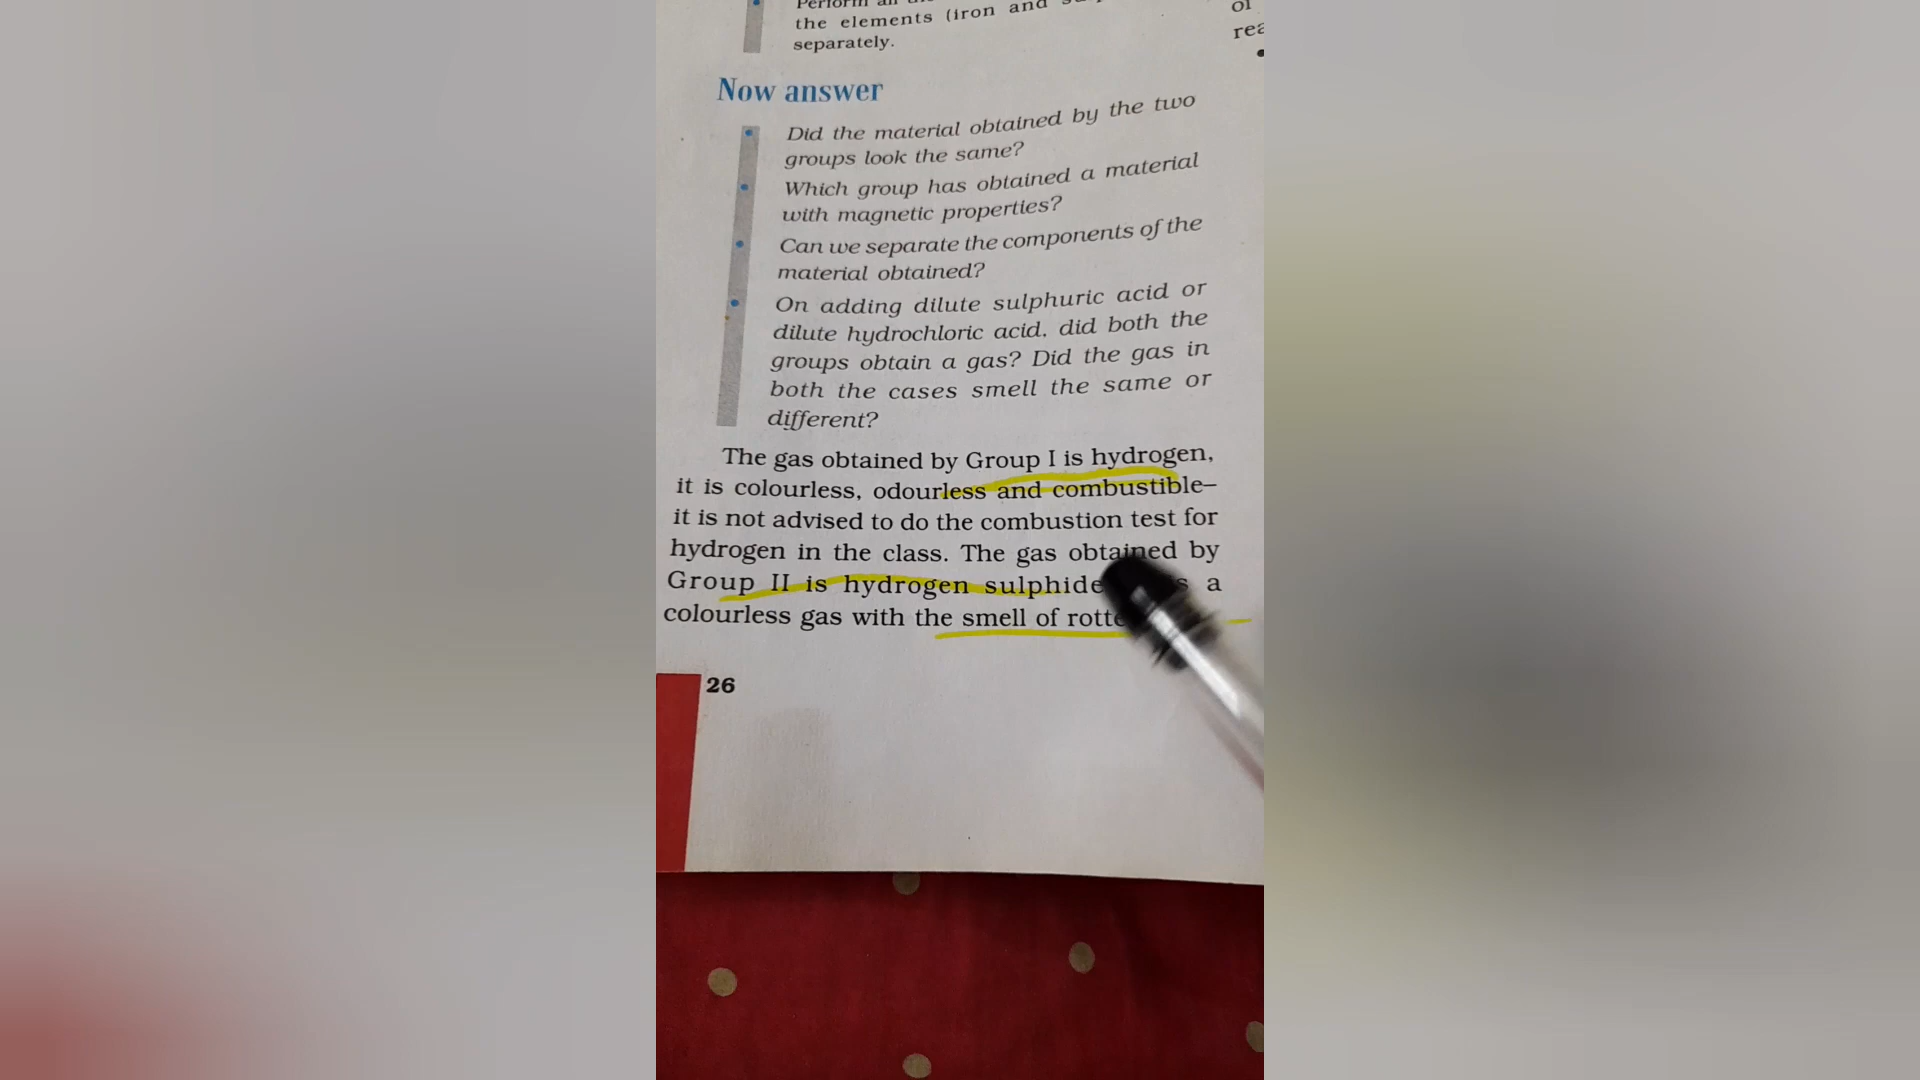 Perform all
the elements (iron and
separately.
Now answer
Did the material obtained by the two
groups look the same?
Which group has obtained a material
with magnetic properties?
Can we separate the components of the
material obtained?
On adding dilute sulphuric acid or
dilute hydrochloric acid, did both the
groups obtain a gas? Did the gas in
both the cases smell the same or
different?
The gas obtained by Group I is hydrogen,
it is colourless, odourless and combustible–
it is not advised to do the combustion test for
hydrogen in the class. The gas obtained by
Group II is hydrogen sulphide a
colourless gas with the smell of
26